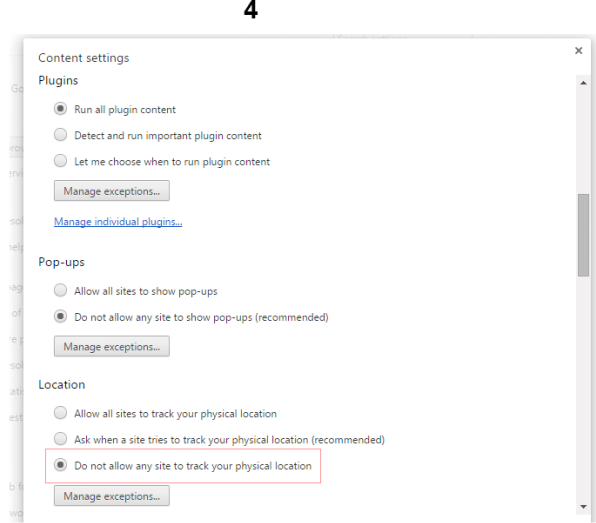 4
Content settings
Plugins
Run all plugin content
Detect and run important plugin content
Let me choose when to run plugin content
Manage exceptions...
Manage individual plugins...
Pop-ups
Allow all sites to show pop-ups
Do not allow any site to show pop-ups (recommended)
Manage exceptions...
Location
Allow all sites to track your physical location
Ask when a site tries to track your physical location (recommended)
Do not allow any site to track your physical location
Manage exceptions...